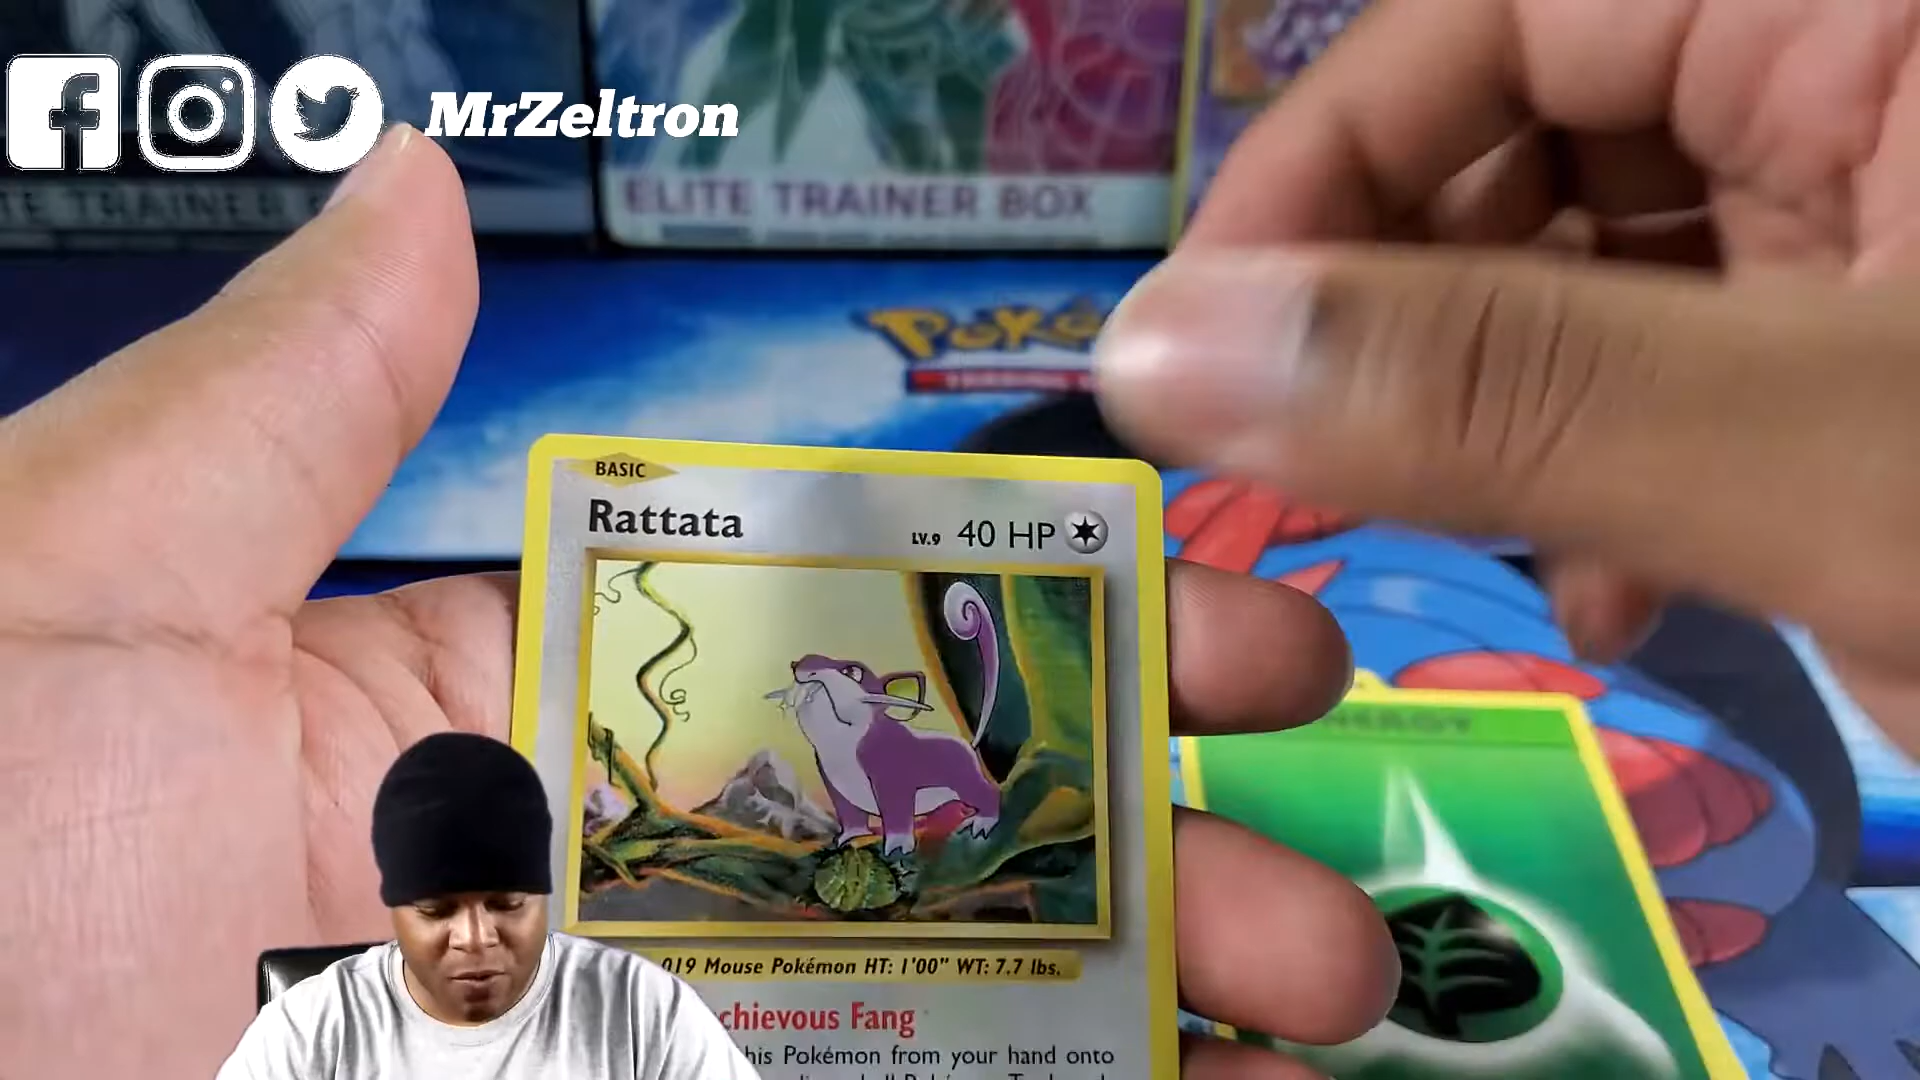 MrZeltron
ELITE TRAINER BOX
BASIC
Rattata
LV.9 40 HP
019 Mouse Pokémon HT: 1'00" WT: 7.7 lbs.
chievous Fang
his Pokémon from your hand onto